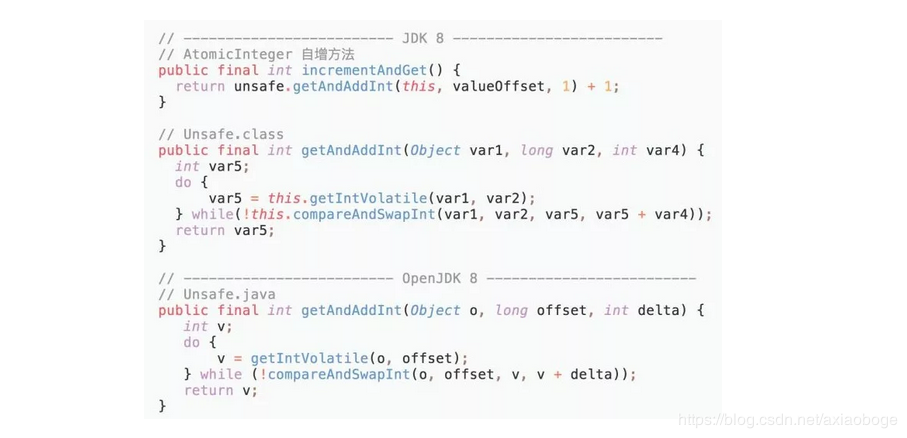 // ------------------------- JDK 8 -------------------------
// AtomicInteger 自增方法
public final int incrementAndGet() {
  return unsafe.getAndAddInt(this, valueOffset, 1) + 1;
}
// Unsafe.class
public final int getAndAddInt(Object var1, long var2, int var4) {
  int var5;
  do {
      var5 = this.getIntVolatile(var1, var2);
  } while(!this.compareAndSwapInt(var1, var2, var5, var5 + var4));
  return var5;
}
// ------------------------- OpenJDK 8 -------------------------
// Unsafe.java
public final int getAndAddInt(Object o, long offset, int delta) {
   int v;
   do {
       v = getIntVolatile(o, offset);
   } while (!compareAndSwapInt(o, offset, v, v + delta));
   return v;
}
https://blog.csdn.net/axiaoboge